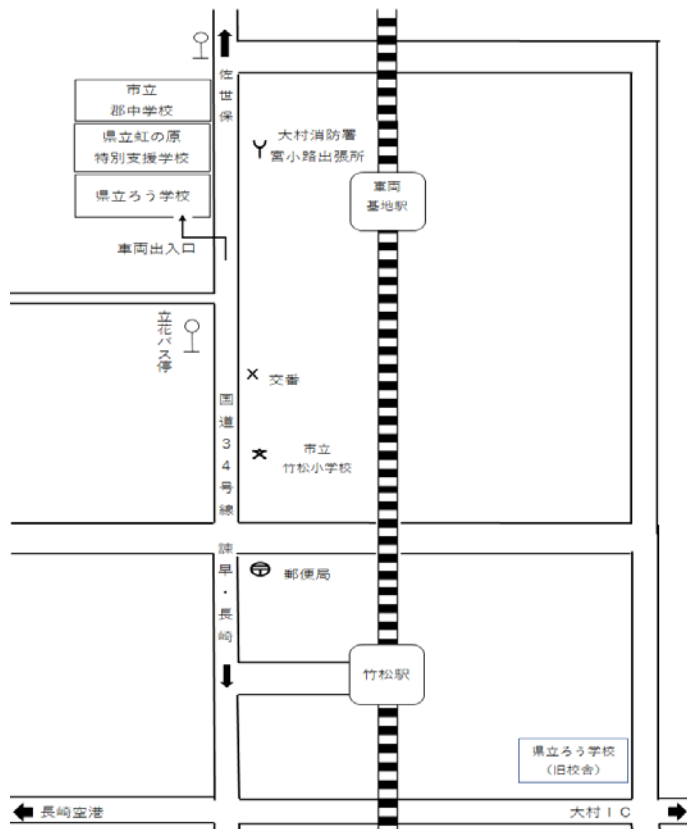 佐世保
市立
郡中学校
県立虹の原
特別支援学校
県立ろう学校
車両出入口
大村消防署
宮小路出張所
車両
基地駅
立花バス停
交番
国道34号線
市立
竹松小学校
諫早・長崎
郵便局
竹松駅
県立ろう学校
（旧校舎）
長崎空港
大村ＩＣ